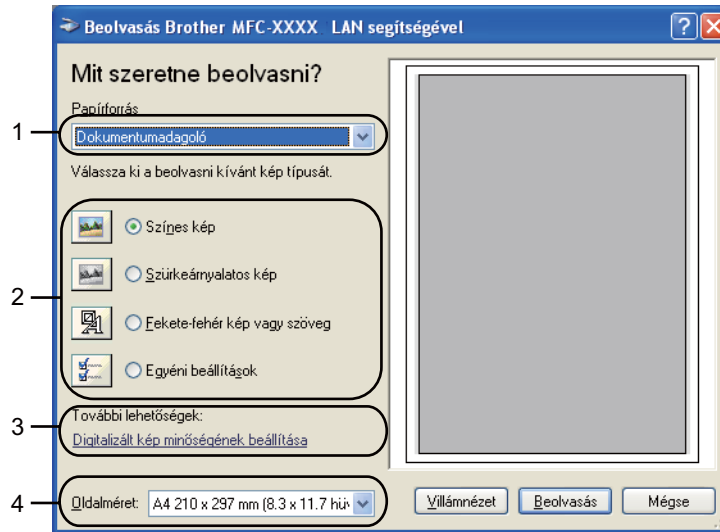 Beolvasás Brother MFC-XXXX LAN segítségével
Mit szeretne beolvasni?
Papírforrás
1
Dokumentumadagoló
Válassza ki a beolvasni kívánt kép típusát.
2
Színes kép
Szürkeárnyalatos kép
Fekete-fehér kép vagy szöveg
Egyéni beállítások
3
További lehetőségek:
Digitalizált kép minőségének beállítása
4
Oldalméret:
A4 210 x 297 mm (8.3 x 11.7 hüv
Villámnézet
Beolvasás
Mégse